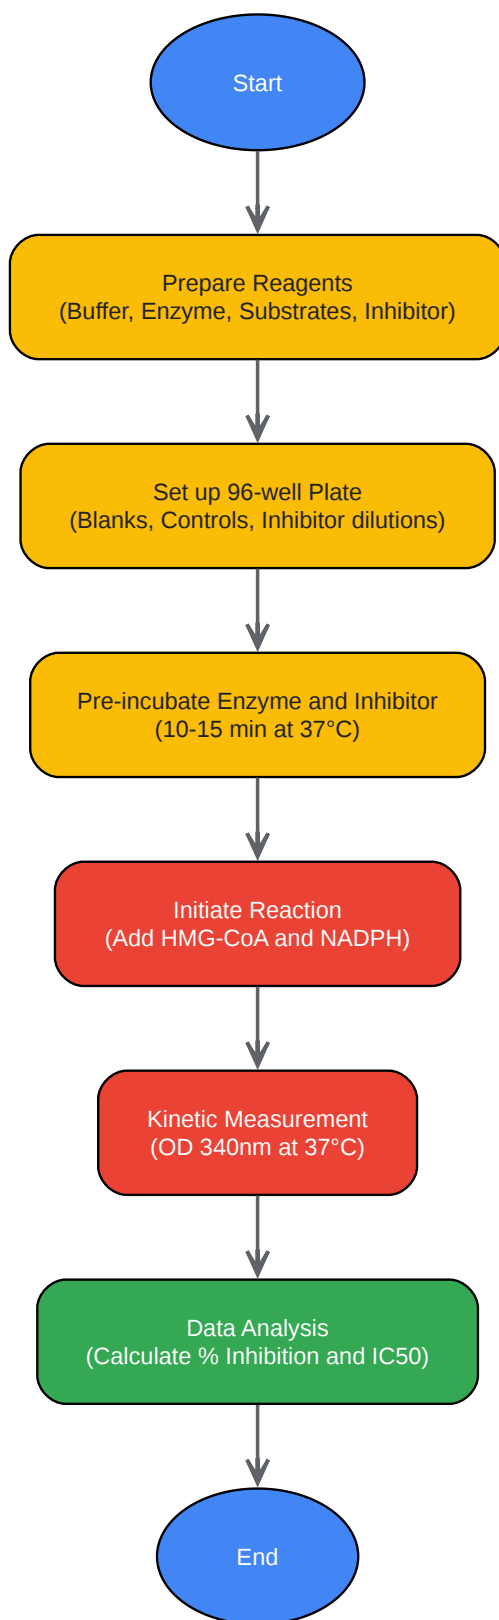 Start
Prepare Reagents
(Buffer, Enzyme, Substrates, Inhibitor)
Set up 96-well Plate
(Blanks, Controls, Inhibitor dilutions)
Pre-incubate Enzyme and Inhibitor
(10-15 min at 37°C)
Initiate Reaction
(Add HMG-CoA and NADPH)
Kinetic Measurement
(OD 340nm at 37°C)
Data Analysis
(Calculate % Inhibition and IC50)
End